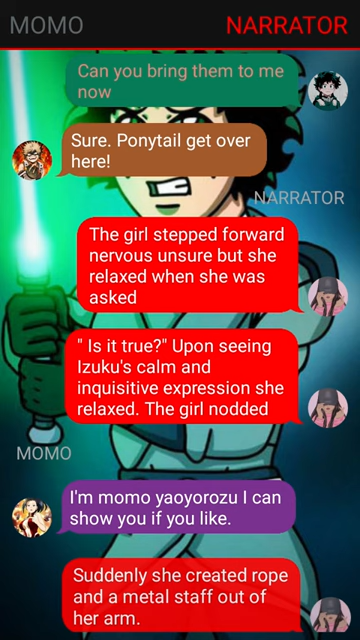 MOMO NARRATOR
Can you bring them to me
now
Sure. Ponytail get over
here!
NARRATOR
The girl stepped forward
nervous unsure but she
relaxed when she was
asked
" Is it true?" Upon seeing
Izuku's calm and
inquisitive expression she
relaxed. The girl nodded
MOMO
I'm momo yaoyorozu I can
show you if you like.
Suddenly she created rope
and a metal staff out of
her arm.